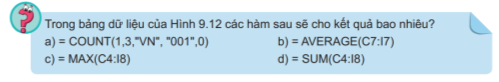 Trong bảng dữ liệu của Hình 9.12 các hàm sau sẽ cho kết quả bao nhiêu?
a) = COUNT(1,3,"VN", "001",0) b) = AVERAGE(C7:I7)
c) = MAX(C4:I8) d) = SUM(C4:I8)